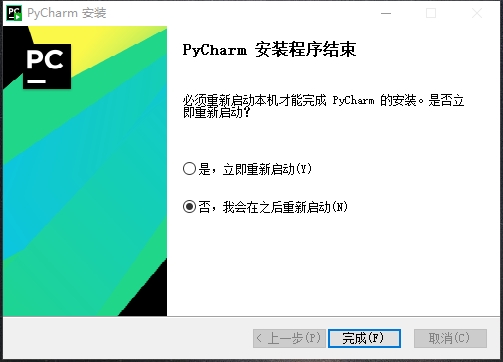 PC PyCharm 安装
PC
PyCharm 安装程序结束
必须重新启动本机才能完成 PyCharm 的安装。是否立
即重新启动?
是，立即重新启动(Y)
否，我会在之后重新启动(N)
< 上一步(P) 完成(F) 取消(C)